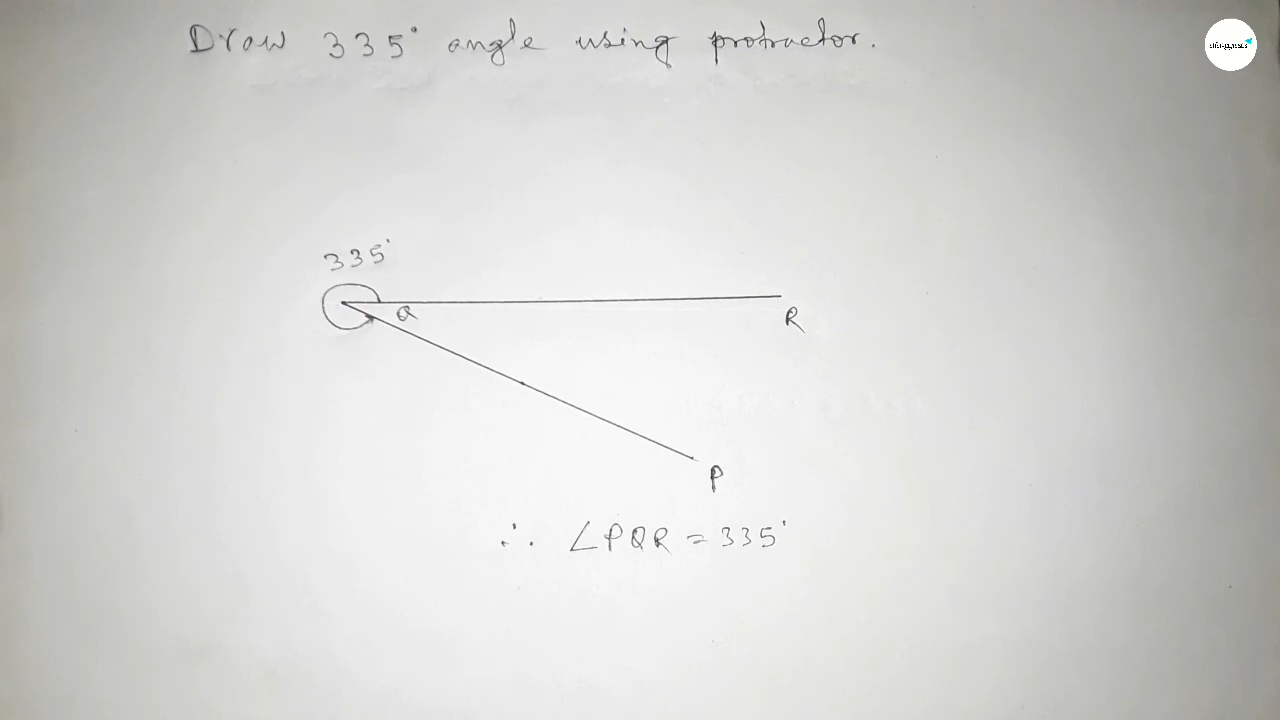 Draw 335° angle using protractor.
335°
Q
R
P
∴ ∠PQR = 335°